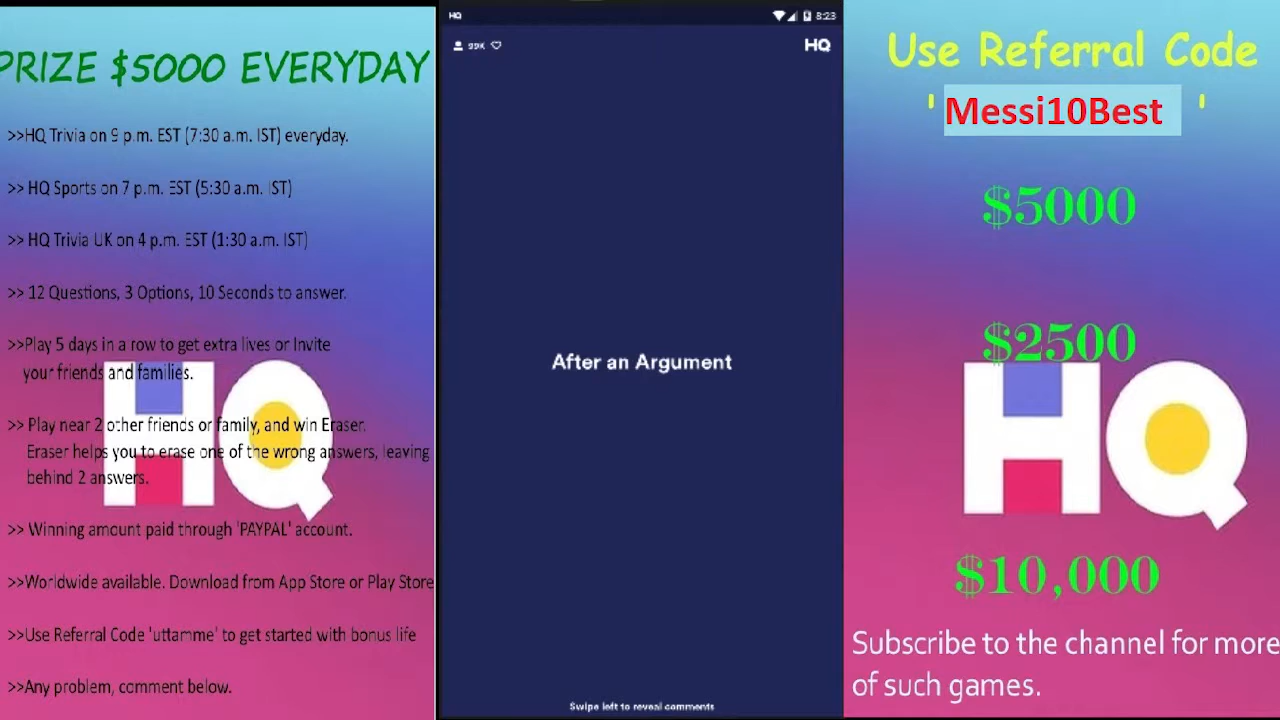 PRIZE $5000 EVERYDAY
>>HQ Trivia on 9 p.m. EST (7:30 a.m. IST) everyday.
>> HQ Sports on 7 p.m. EST (5:30 a.m. IST)
>> HQ Trivia UK on 4 p.m. EST (1:30 a.m. IST)
>> 12 Questions, 3 Options, 10 Seconds to answer.
>>Play 5 days in a row to get extra lives or Invite
your friends and families.
>> Play near 2 other friends or family, and win Eraser.
Eraser helps you to erase one of the wrong answers, leaving
behind 2 answers.
>> Winning amount paid through 'PAYPAL' account.
>>Worldwide available. Download from App Store or Play Store
>>Use Referral Code 'uttamme' to get started with bonus life
>>Any problem, comment below.
HQ
HQ
8:23
99K
HQ
After an Argument
Swipe left to reveal comments
Use Referral Code
' Messi10Best '
$5000
$2500
HQ
$10,000
Subscribe to the channel for more
of such games.